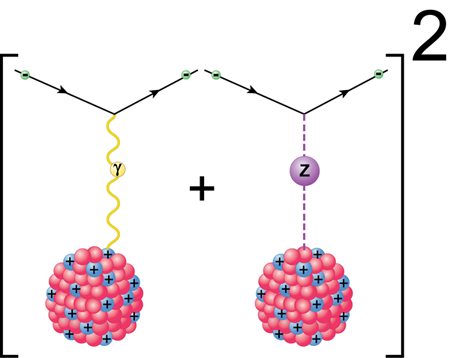 2
- - - -
γ + Z
+ + + + + + + + + + + + + + + + + + + + + +